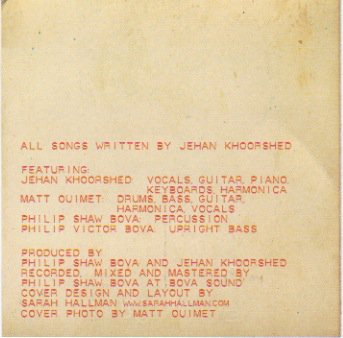 ALL SONGS WRITTEN BY JEHAN KHOORSHED
FEATURING:
JEHAN KHOORSHED: VOCALS, GUITAR, PIANO,
KEYBOARDS, HARMONICA
MATT OUIMET: DRUMS, BASS, GUITAR,
HARMONICA, VOCALS
PHILIP SHAW BOVA: PERCUSSION
PHILIP VICTOR BOVA: UPRIGHT BASS
PRODUCED BY
PHILIP SHAW BOVA AND JEHAN KHOORSHED
RECORDED, MIXED AND MASTERED BY
PHILIP SHAW BOVA AT BOVA SOUND
COVER DESIGN AND LAYOUT BY
SARAH HALLMAN www.SARAHHALLMAN.COM
COVER PHOTO BY MATT OUIMET